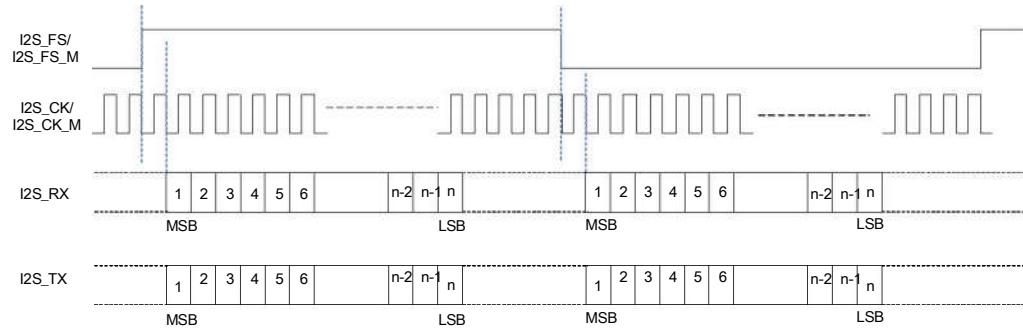 I2S_FS/
I2S_FS_M
I2S_CK/
I2S_CK_M
I2S_RX
1 2 3 4 5 6 n-2 n-1 n 1 2 3 4 5 6 n-2 n-1 n
MSB LSB MSB LSB
I2S_TX
1 2 3 4 5 6 n-2 n-1 n 1 2 3 4 5 6 n-2 n-1 n
MSB LSB MSB LSB